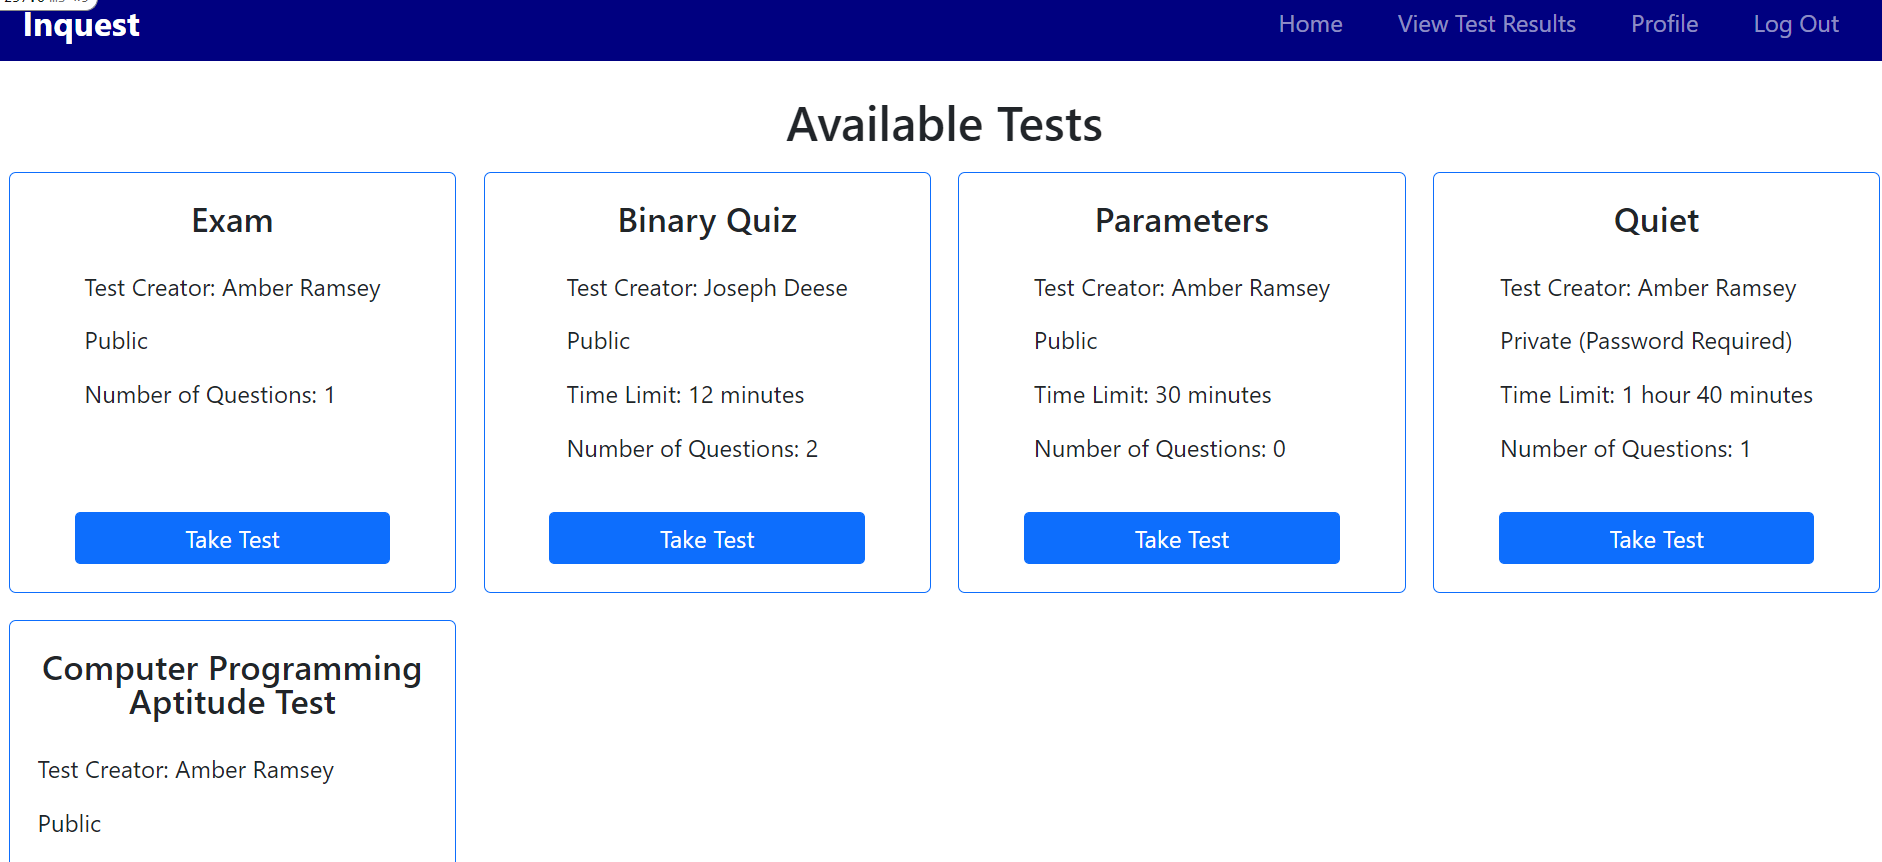 Inquest
Home View Test Results Profile Log Out
Available Tests
Exam
Test Creator: Amber Ramsey
Public
Number of Questions: 1
Take Test
Binary Quiz
Test Creator: Joseph Deese
Public
Time Limit: 12 minutes
Number of Questions: 2
Take Test
Parameters
Test Creator: Amber Ramsey
Public
Time Limit: 30 minutes
Number of Questions: 0
Take Test
Quiet
Test Creator: Amber Ramsey
Private (Password Required)
Time Limit: 1 hour 40 minutes
Number of Questions: 1
Take Test
Computer Programming
Aptitude Test
Test Creator: Amber Ramsey
Public